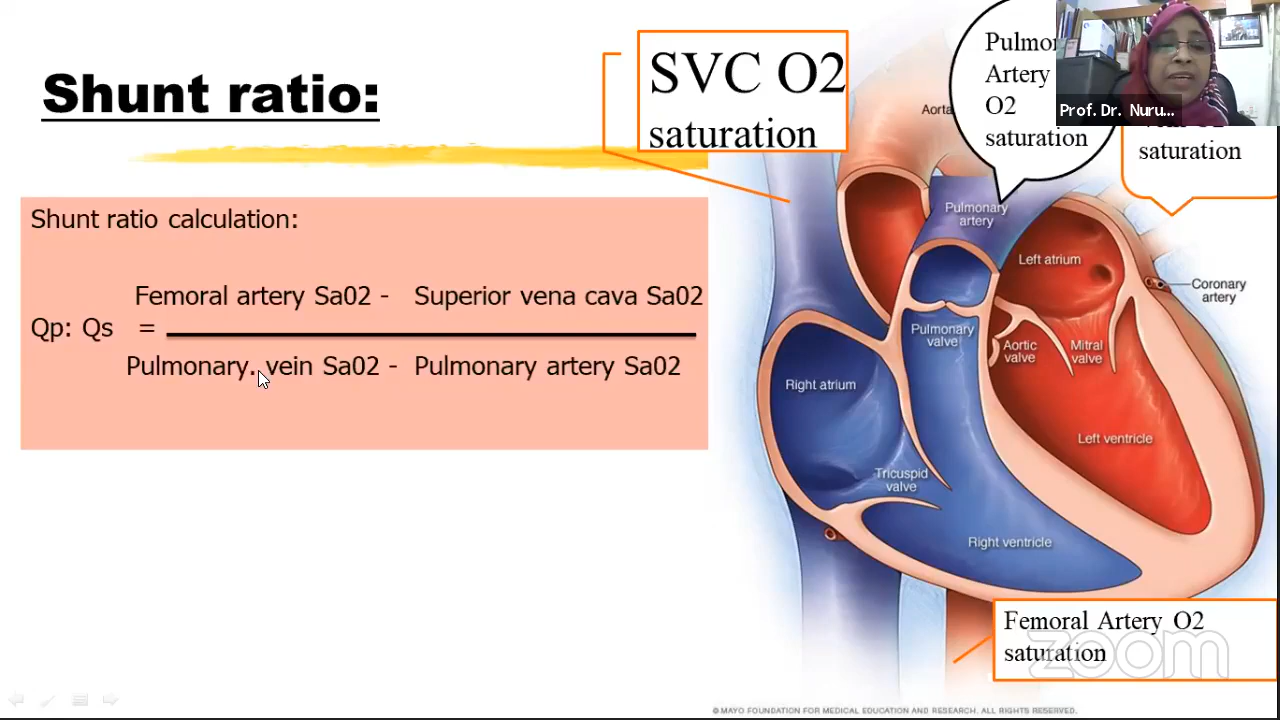 Shunt ratio:
SVC O2
saturation
Pulmon
Artery
O2
saturation
Prof. Dr. Nuru...
saturation
Aorta
Shunt ratio calculation:
Femoral artery Sa02 - Superior vena cava Sa02
Qp: Qs =
Pulmonary. vein Sa02 - Pulmonary artery Sa02
Pulmonary
artery
Left atrium
Coronary
artery
Pulmonary
valve
Aortic
valve
Mitral
valve
Right atrium
Left ventricle
Tricuspid
valve
Right ventricle
Femoral Artery O2
saturation
zoom
© MAYO FOUNDATION FOR MEDICAL EDUCATION AND RESEARCH. ALL RIGHTS RESERVED.